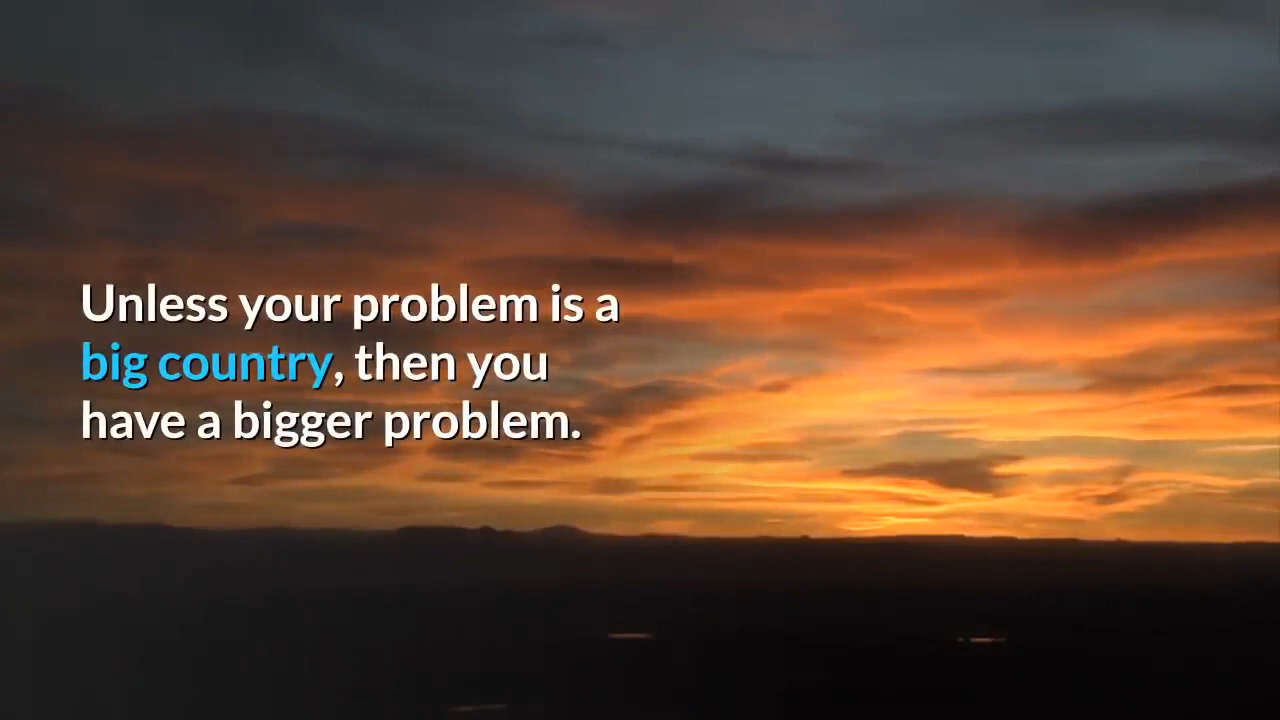 Unless your problem is a
big country, then you
have a bigger problem.